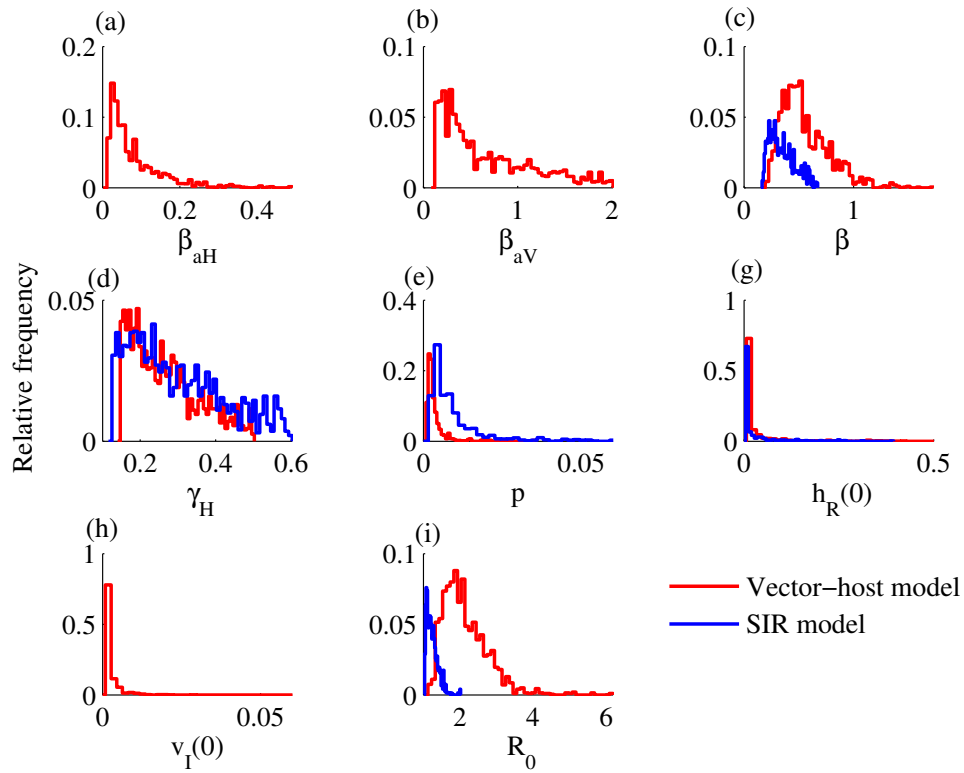 (a)
0.2
0.1
0
0 0.2 0.4
β_aH
(b)
0.1
0.05
0
0 1 2
β_aV
(c)
0.1
0.05
0
0 1
β
Relative frequency
(d)
0.05
0
0.2 0.4 0.6
γ_H
(e)
0.4
0.2
0
0 0.05
p
(g)
1
0.5
0
0 0.5
h_R(0)
(h)
1
0.5
0
0 0.05
v_I(0)
(i)
0.1
0.05
0
2 4 6
R_0
Vector−host model
SIR model